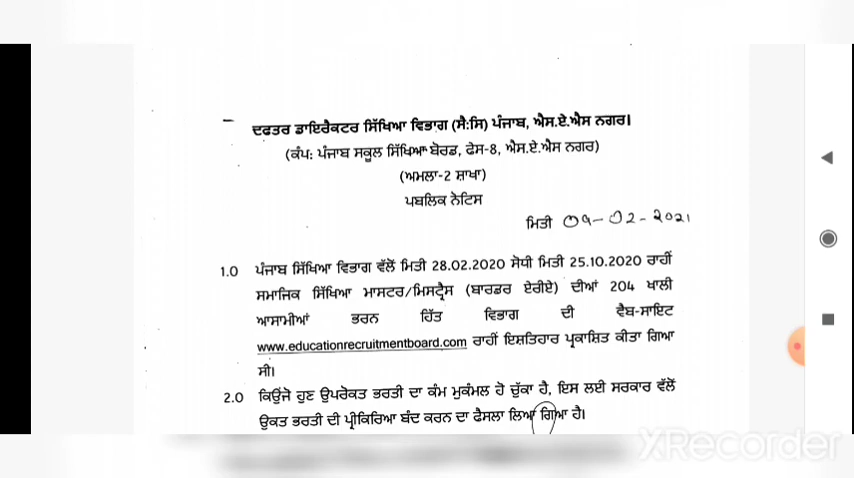 ਦਫਤਰ ਡਾਇਰੈਕਟਰ ਸਿੱਖਿਆ ਵਿਭਾਗ (ਸੈ:ਸਿ) ਪੰਜਾਬ, ਐਸ.ਏ.ਐਸ ਨਗਰ।
(ਕੰਪ: ਪੰਜਾਬ ਸਕੂਲ ਸਿੱਖਿਆ ਬੋਰਡ, ਫੇਸ-8, ਐਸ.ਏ.ਐਸ ਨਗਰ)
(ਅਮਲਾ-2 ਸ਼ਾਖਾ)
ਪਬਲਿਕ ਨੋਟਿਸ
ਮਿਤੀ 09-02-2021
1.0 ਪੰਜਾਬ ਸਿੱਖਿਆ ਵਿਭਾਗ ਵੱਲੋਂ ਮਿਤੀ 28.02.2020 ਸੋਧੀ ਮਿਤੀ 25.10.2020 ਰਾਹੀਂ
ਸਮਾਜਿਕ ਸਿੱਖਿਆ ਮਾਸਟਰ/ਮਿਸਟ੍ਰੈਸ (ਬਾਰਡਰ ਏਰੀਏ) ਦੀਆਂ 204 ਖਾਲੀ
ਆਸਾਮੀਆਂ ਭਰਨ ਹਿੱਤ ਵਿਭਾਗ ਦੀ ਵੈਬ-ਸਾਇਟ
www.educationrecruitmentboard.com ਰਾਹੀਂ ਇਸ਼ਤਿਹਾਰ ਪ੍ਰਕਾਸ਼ਿਤ ਕੀਤਾ ਗਿਆ
ਸੀ।
2.0 ਕਿਉਂਜੋ ਹੁਣ ਉਪਰੋਕਤ ਭਰਤੀ ਦਾ ਕੰਮ ਮੁਕੰਮਲ ਹੋ ਚੁੱਕਾ ਹੈ, ਇਸ ਲਈ ਸਰਕਾਰ ਵੱਲੋਂ
ਉਕਤ ਭਰਤੀ ਦੀ ਪ੍ਰੀਕਿਰਿਆ ਬੰਦ ਕਰਨ ਦਾ ਫੈਸਲਾ ਲਿਆ ਗਿਆ ਹੈ।
XRecorder